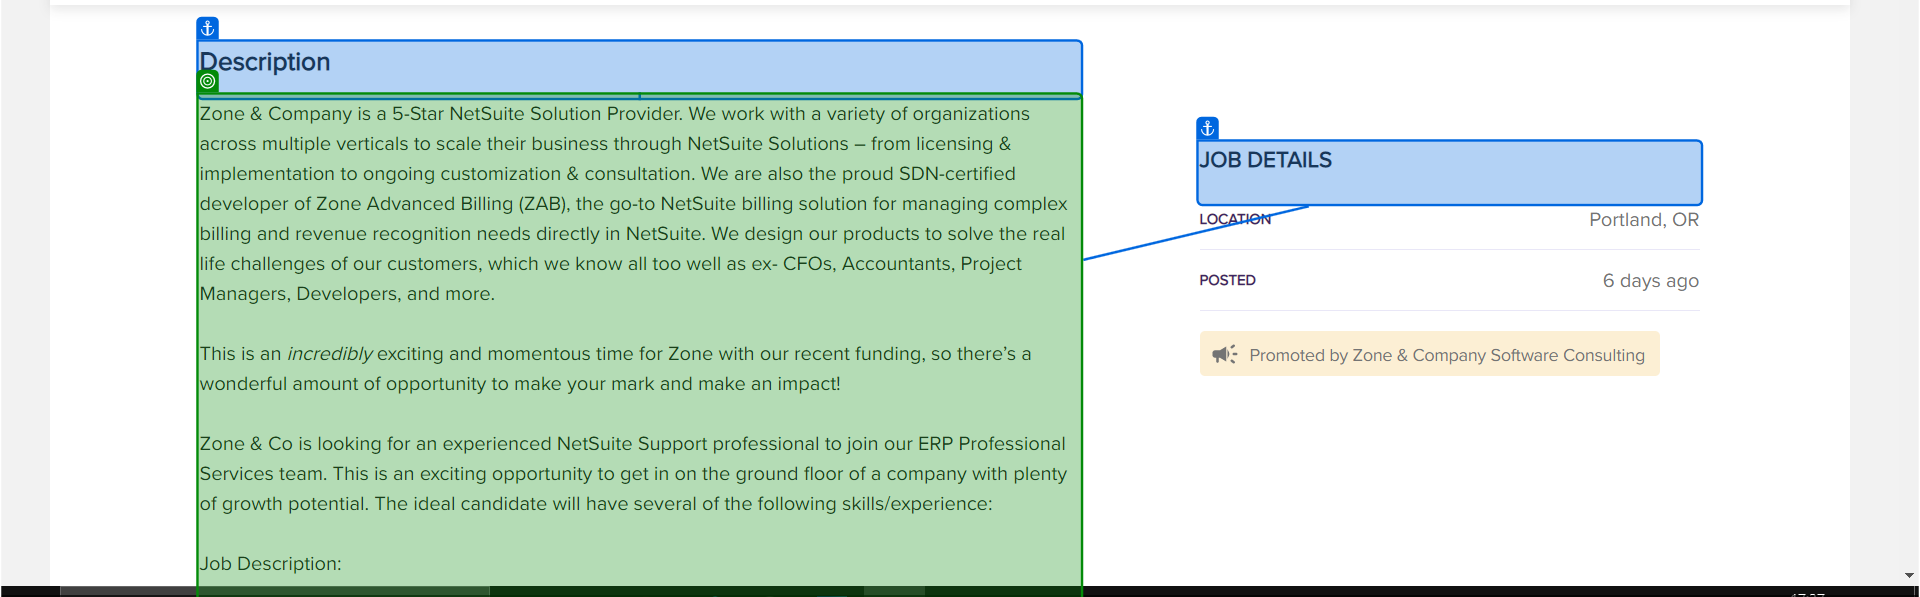 Description
Zone & Company is a 5-Star NetSuite Solution Provider. We work with a variety of organizations
across multiple verticals to scale their business through NetSuite Solutions – from licensing &
implementation to ongoing customization & consultation. We are also the proud SDN-certified
developer of Zone Advanced Billing (ZAB), the go-to NetSuite billing solution for managing complex
billing and revenue recognition needs directly in NetSuite. We design our products to solve the real
life challenges of our customers, which we know all too well as ex- CFOs, Accountants, Project
Managers, Developers, and more.
This is an incredibly exciting and momentous time for Zone with our recent funding, so there’s a
wonderful amount of opportunity to make your mark and make an impact!
Zone & Co is looking for an experienced NetSuite Support professional to join our ERP Professional
Services team. This is an exciting opportunity to get in on the ground floor of a company with plenty
of growth potential. The ideal candidate will have several of the following skills/experience:
Job Description:
JOB DETAILS
LOCATION Portland, OR
POSTED 6 days ago
Promoted by Zone & Company Software Consulting